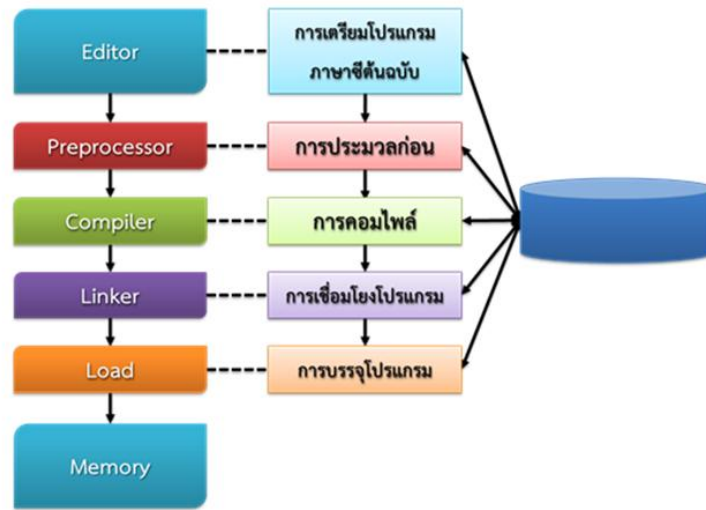 Editor
การเตรียมโปรแกรม
ภาษาซีต้นฉบับ
Preprocessor
การประมวลก่อน
Compiler
การคอมไพล์
Linker
การเชื่อมโยงโปรแกรม
Load
การบรรจุโปรแกรม
Memory